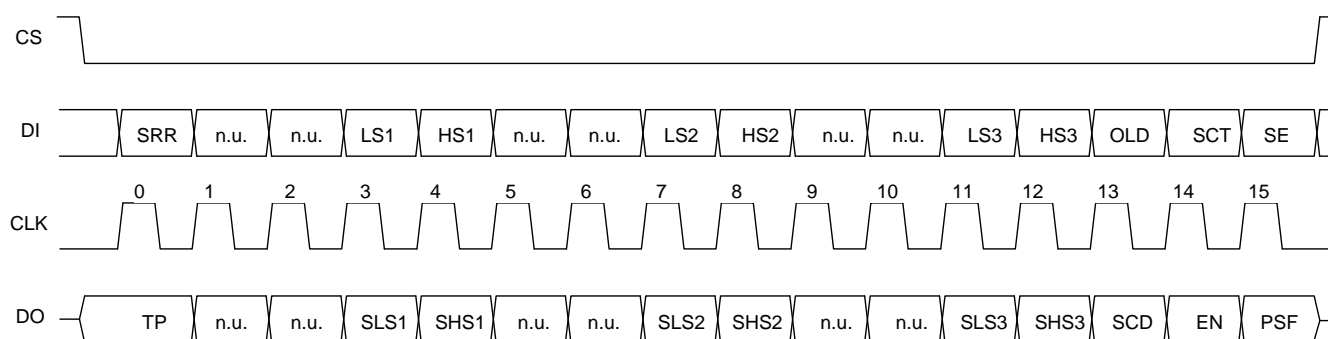 CS
DI SRR n.u. n.u. LS1 HS1 n.u. n.u. LS2 HS2 n.u. n.u. LS3 HS3 OLD SCT SE
0 1 2 3 4 5 6 7 8 9 10 11 12 13 14 15
CLK
DO TP n.u. n.u. SLS1 SHS1 n.u. n.u. SLS2 SHS2 n.u. n.u. SLS3 SHS3 SCD EN PSF